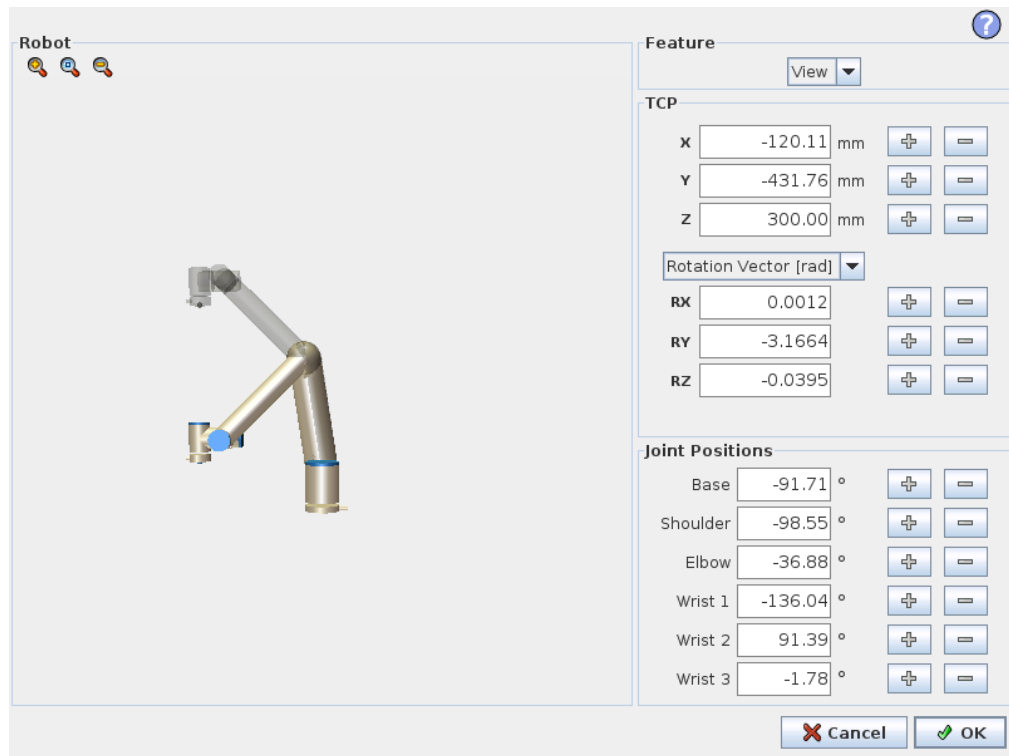 ?
Robot
Feature
View
TCP
X -120.11 mm
Y -431.76 mm
Z 300.00 mm
Rotation Vector [rad]
RX 0.0012
RY -3.1664
RZ -0.0395
Joint Positions
Base -91.71 º
Shoulder -98.55 º
Elbow -36.88 º
Wrist 1 -136.04 º
Wrist 2 91.39 º
Wrist 3 -1.78 º
Cancel OK